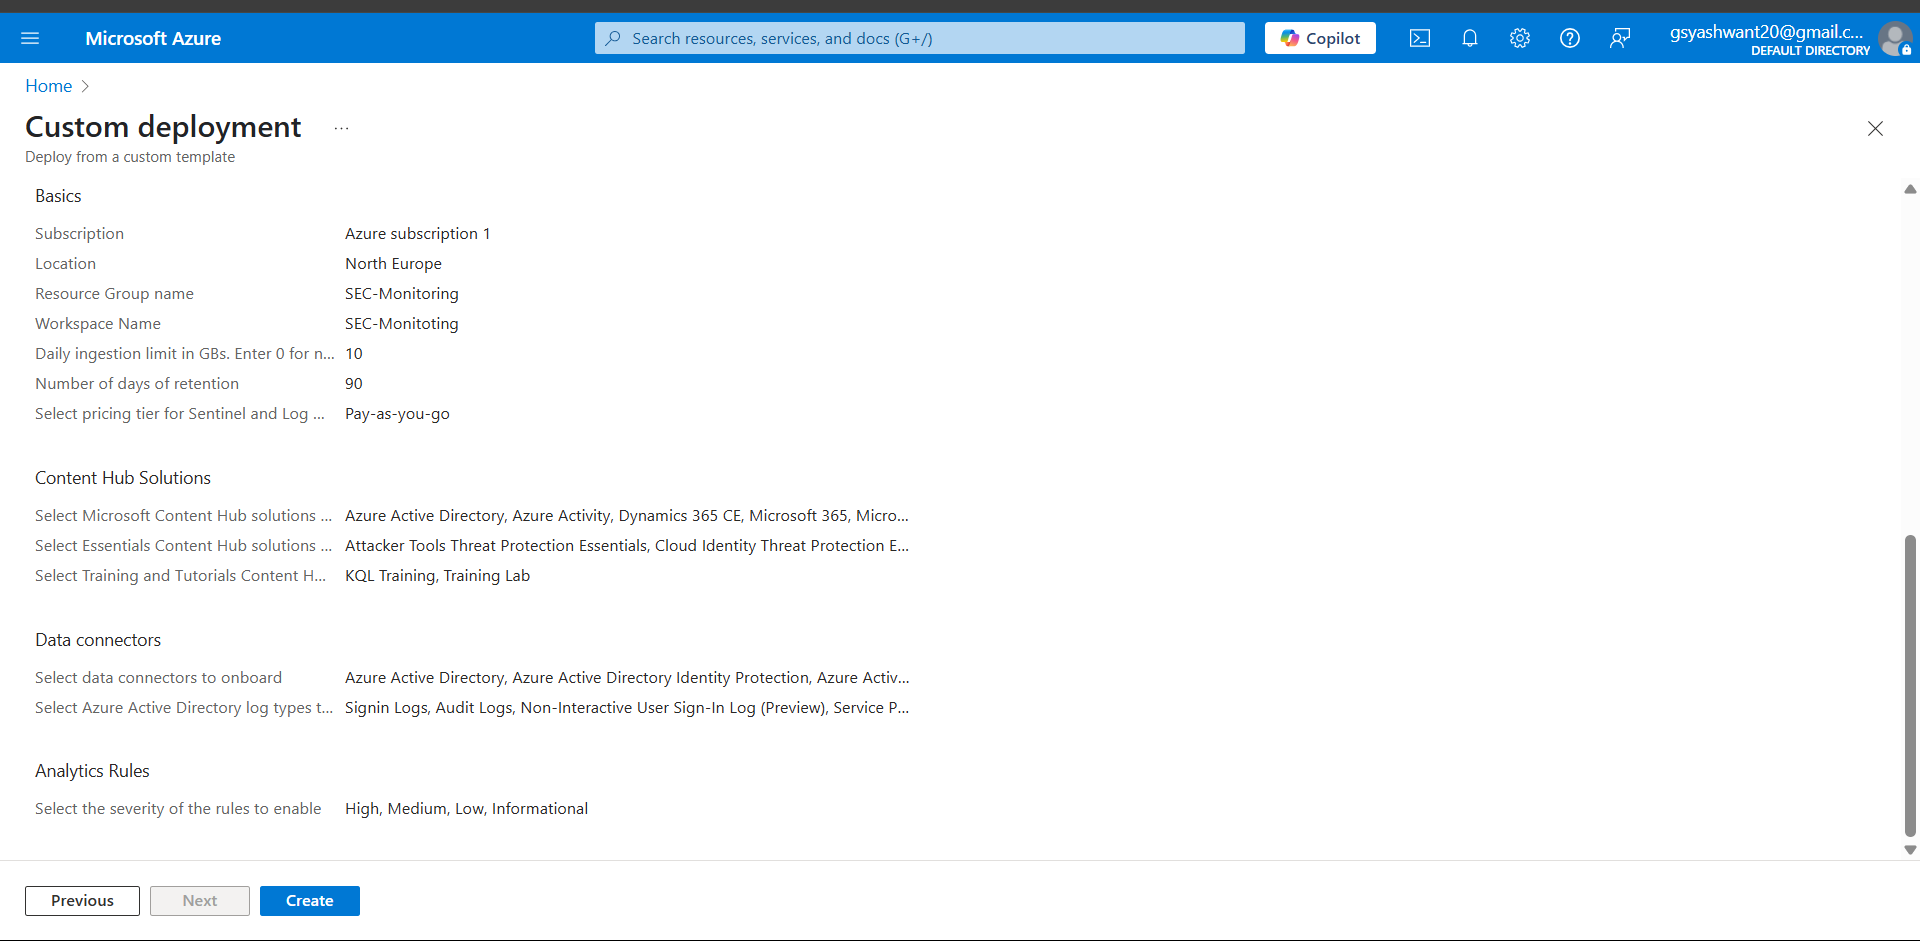 Microsoft Azure
Search resources, services, and docs (G+/)
Copilot
gsyashwant20@gmail.c...
DEFAULT DIRECTORY
Home
Custom deployment ...
Deploy from a custom template
Basics
Subscription Azure subscription 1
Location North Europe
Resource Group name SEC-Monitoring
Workspace Name SEC-Monitoting
Daily ingestion limit in GBs. Enter 0 for n... 10
Number of days of retention 90
Select pricing tier for Sentinel and Log ... Pay-as-you-go
Content Hub Solutions
Select Microsoft Content Hub solutions ... Azure Active Directory, Azure Activity, Dynamics 365 CE, Microsoft 365, Micro...
Select Essentials Content Hub solutions ... Attacker Tools Threat Protection Essentials, Cloud Identity Threat Protection E...
Select Training and Tutorials Content H... KQL Training, Training Lab
Data connectors
Select data connectors to onboard Azure Active Directory, Azure Active Directory Identity Protection, Azure Activ...
Select Azure Active Directory log types t... Signin Logs, Audit Logs, Non-Interactive User Sign-In Log (Preview), Service P...
Analytics Rules
Select the severity of the rules to enable High, Medium, Low, Informational
Previous Next Create